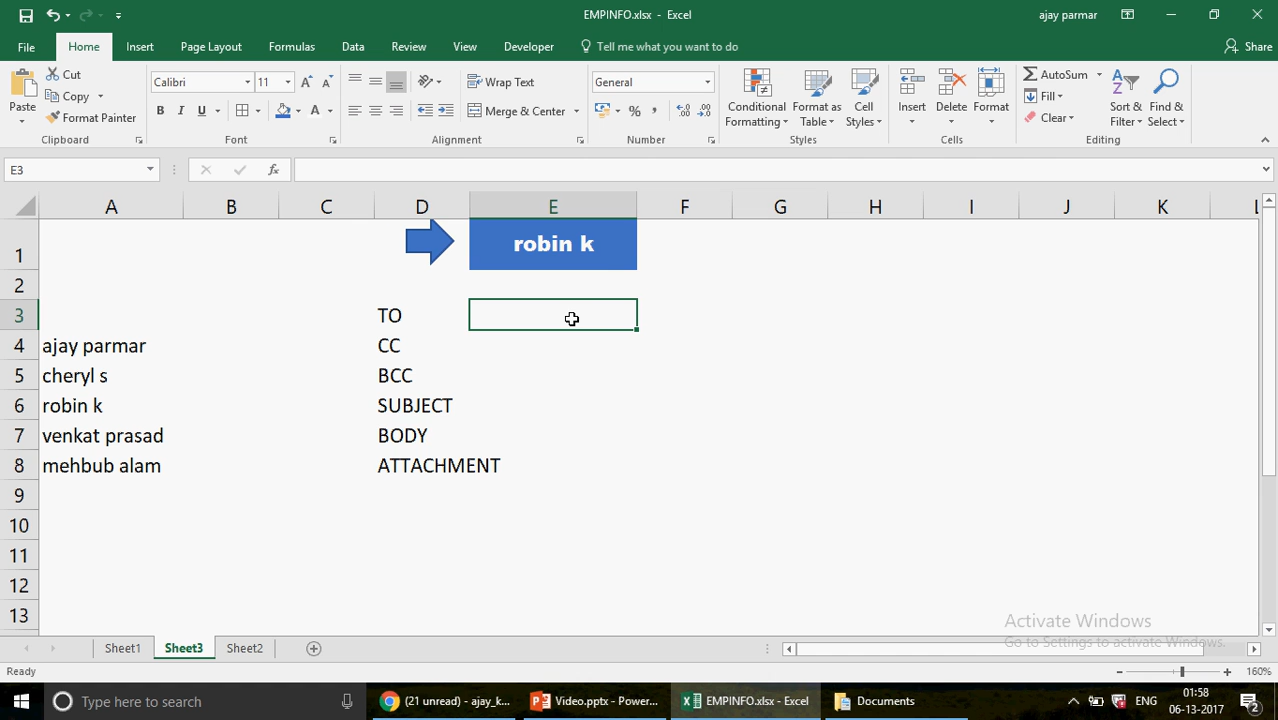 EMPINFO.xlsx - Excel
ajay parmar
File Home Insert Page Layout Formulas Data Review View Developer Tell me what you want to do Share
Paste
Cut
Copy
Format Painter
Clipboard
Calibri 11
B I U
Font
Wrap Text
Merge & Center
Alignment
General
%
Number
Conditional Formatting
Format as Table
Cell Styles
Styles
Insert Delete Format
Cells
AutoSum
Fill
Clear
Sort & Filter
Find & Select
Editing
E3
fx
A B C D E F G H I J K L
1 robin k
2
3 TO
4 ajay parmar CC
5 cheryl s BCC
6 robin k SUBJECT
7 venkat prasad BODY
8 mehbub alam ATTACHMENT
9
10
11
12
13
Activate Windows
Go to Settings to activate Windows.
Sheet1 Sheet3 Sheet2
Ready 160%
Type here to search
(21 unread) - ajay_k...
Video.pptx - Power...
EMPINFO.xlsx - Excel
Documents
ENG
01:58
06-13-2017
2